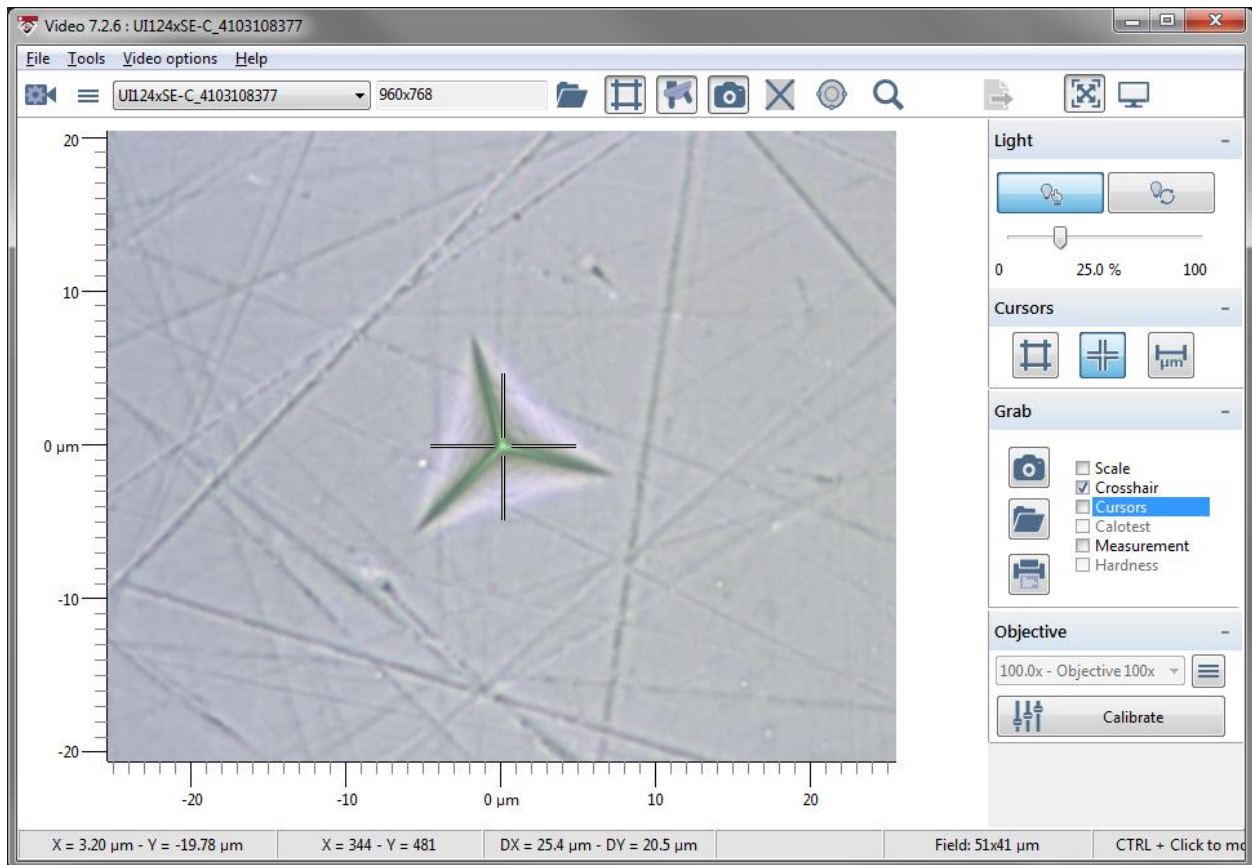 Video 7.2.6 : UI124xSE-C_4103108377
File Tools Video options Help
UI124xSE-C_4103108377 960x768
Light
0 25.0 % 100
Cursors
µm
Grab
Scale
Crosshair
Cursors
Calotest
Measurement
Hardness
Objective
100.0x - Objective 100x
Calibrate
20
10
0 µm
-10
-20
-20 -10 0 µm 10 20
X = 3.20 µm - Y = -19.78 µm X = 344 - Y = 481 DX = 25.4 µm - DY = 20.5 µm Field: 51x41 µm CTRL + Click to mo